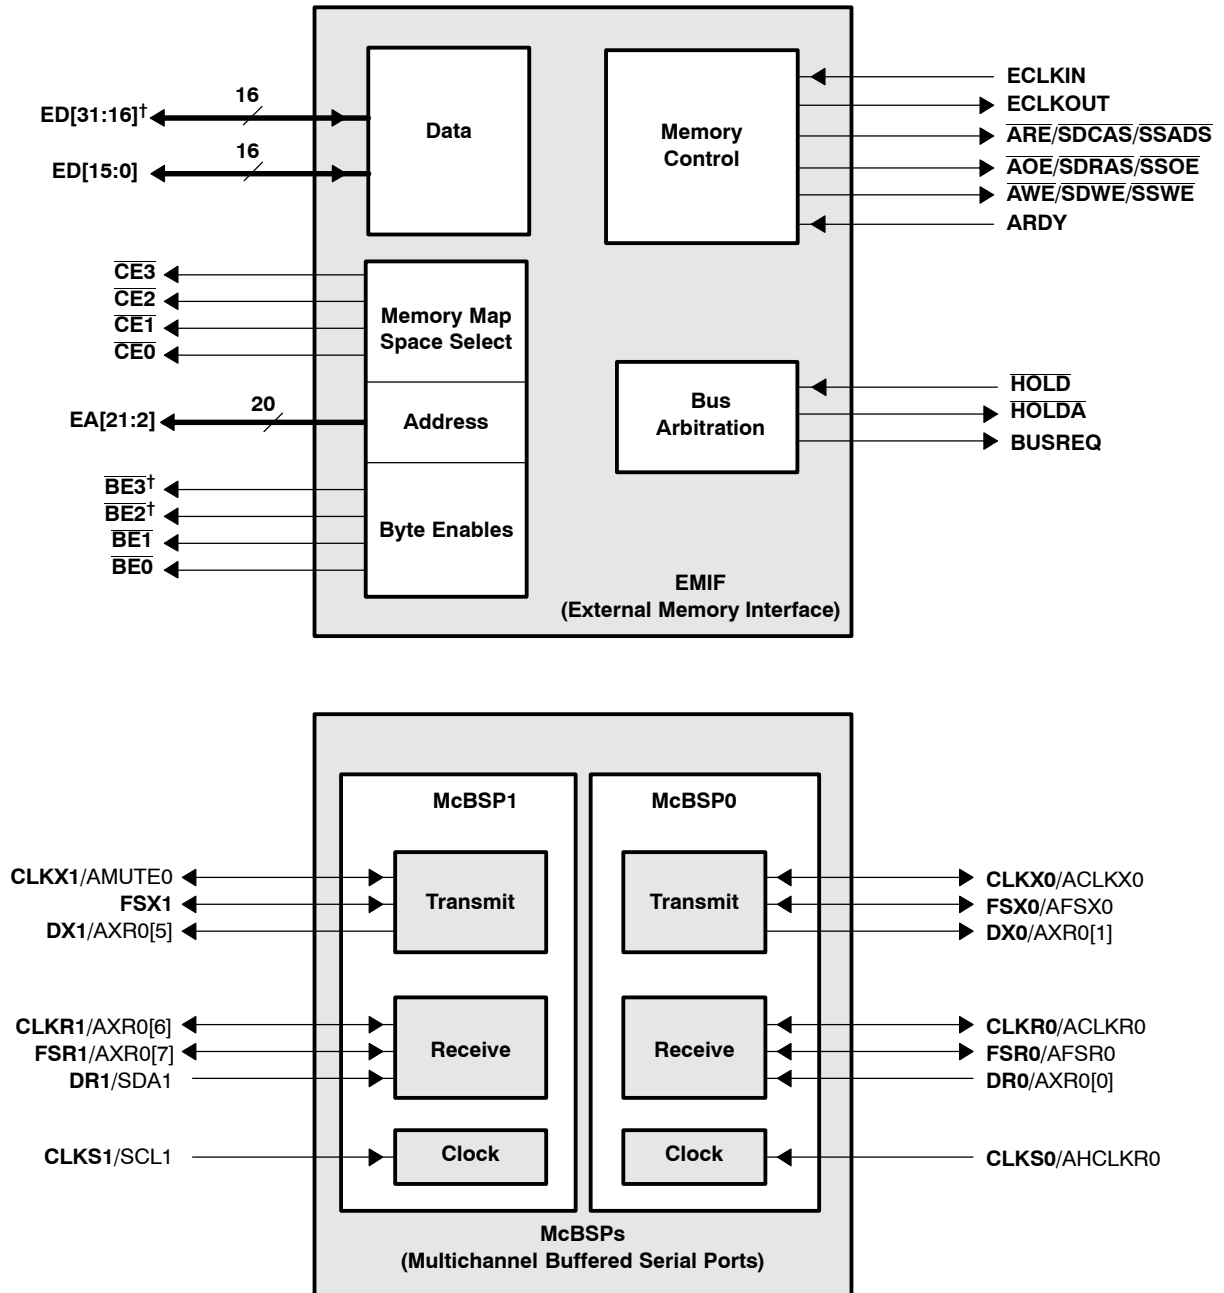 16
ED[31:16]†
16
ED[15:0]
Data
Memory
Control
ECLKIN
ECLKOUT
ARE/SDCAS/SSADS
AOE/SDRAS/SSOE
AWE/SDWE/SSWE
ARDY
CE3
CE2
CE1
CE0
Memory Map
Space Select
20
EA[21:2]
Address
BE3†
BE2†
BE1
BE0
Byte Enables
Bus
Arbitration
HOLD
HOLDA
BUSREQ
EMIF
(External Memory Interface)
McBSP1
McBSP0
CLKX1/AMUTE0
FSX1
DX1/AXR0[5]
Transmit
Transmit
CLKX0/ACLKX0
FSX0/AFSX0
DX0/AXR0[1]
CLKR1/AXR0[6]
FSR1/AXR0[7]
DR1/SDA1
Receive
Receive
CLKR0/ACLKR0
FSR0/AFSR0
DR0/AXR0[0]
CLKS1/SCL1
Clock
Clock
CLKS0/AHCLKR0
McBSPs
(Multichannel Buffered Serial Ports)